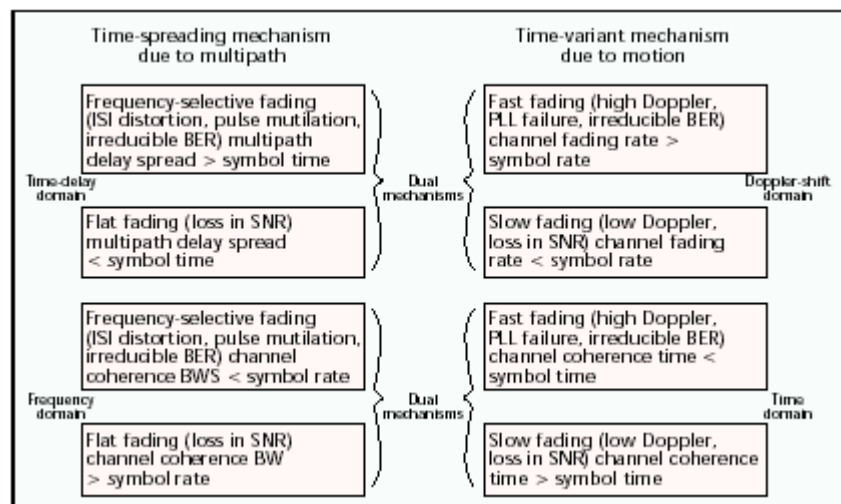 Time-spreading mechanism
due to multipath
Time-variant mechanism
due to motion
Frequency-selective fading
(ISI distortion, pulse mutilation,
irreducible BER) multipath
delay spread > symbol time
Fast fading (high Doppler,
PLL failure, irreducible BER)
channel fading rate >
symbol rate
Time-delay
domain
Dual
mechanisms
Doppler-shift
domain
Flat fading (loss in SNR)
multipath delay spread
< symbol time
Slow fading (low Doppler,
loss in SNR) channel fading
rate < symbol rate
Frequency-selective fading
(ISI distortion, pulse mutilation,
irreducible BER) channel
coherence BWS < symbol rate
Fast fading (high Doppler,
PLL failure, irreducible BER)
channel coherence time <
symbol time
Frequency
domain
Dual
mechanisms
Time
domain
Flat fading (loss in SNR)
channel coherence BW
> symbol rate
Slow fading (low Doppler,
loss in SNR) channel coherence
time > symbol time